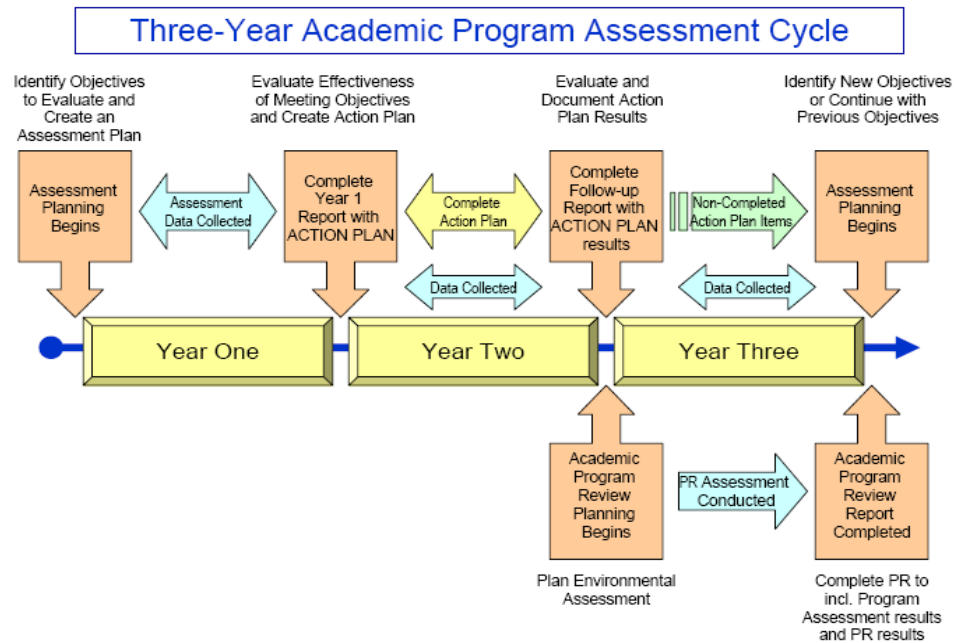 Three-Year Academic Program Assessment Cycle
Identify Objectives
to Evaluate and
Create an
Assessment Plan
Evaluate Effectiveness
of Meeting Objectives
and Create Action Plan
Evaluate and
Document Action
Plan Results
Identify New Objectives
or Continue with
Previous Objectives
Assessment
Planning
Begins
Assessment
Data Collected
Complete
Year 1
Report with
ACTION PLAN
Complete
Action Plan
Complete
Follow-up
Report with
ACTION PLAN
results
Non-Completed
Action Plan Items
Assessment
Planning
Begins
Data Collected
Data Collected
Year One
Year Two
Year Three
Academic
Program
Review
Planning
Begins
PR Assessment
Conducted
Academic
Program
Review
Report
Completed
Plan Environmental
Assessment
Complete PR to
incl. Program
Assessment results
and PR results